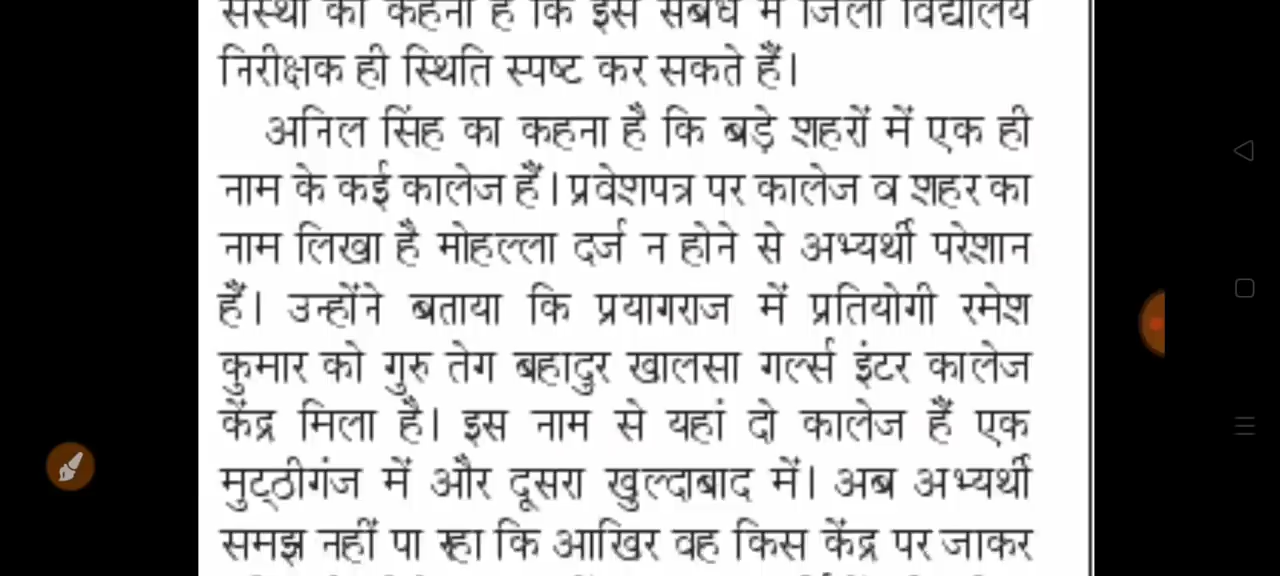 संस्था का कहना है कि इस संबंध में जिला विद्यालय
निरीक्षक ही स्थिति स्पष्ट कर सकते हैं।
अनिल सिंह का कहना है कि बड़े शहरों में एक ही
नाम के कई कालेज हैं। प्रवेशपत्र पर कालेज व शहर का
नाम लिखा है मोहल्ला दर्ज न होने से अभ्यर्थी परेशान
हैं। उन्होंने बताया कि प्रयागराज में प्रतियोगी रमेश
कुमार को गुरु तेग बहादुर खालसा गर्ल्स इंटर कालेज
केंद्र मिला है। इस नाम से यहां दो कालेज हैं एक
मुट्ठीगंज में और दूसरा खुल्दाबाद में। अब अभ्यर्थी
समझ नहीं पा रहा कि आखिर वह किस केंद्र पर जाकर